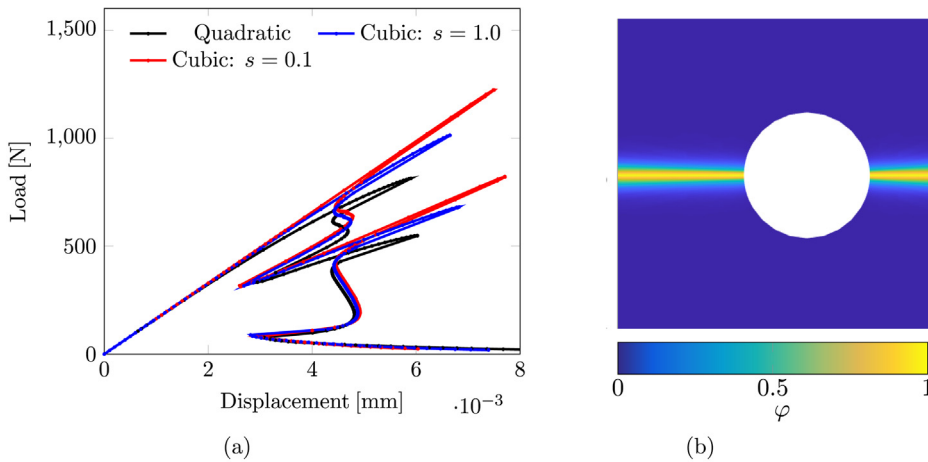 1,500
1,000
500
0
Load [N]
Quadratic
Cubic: s = 1.0
Cubic: s = 0.1
0 2 4 6 8
Displacement [mm]
·10⁻³
(a)
0 0.5 1
φ
(b)